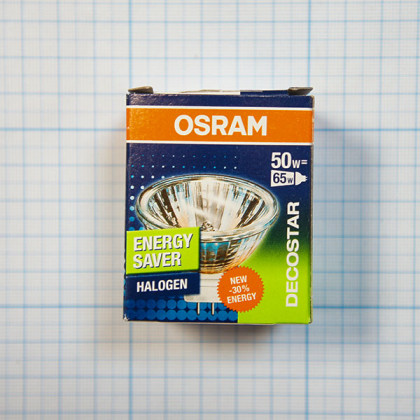 OSRAM
50W=
65W
ENERGY
SAVER
HALOGEN
NEW
-30%
ENERGY
DECOSTAR